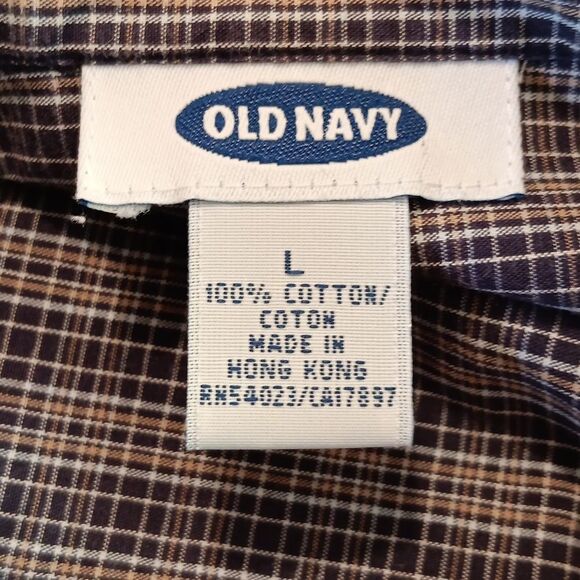 OLD NAVY
L
100% COTTON/
COTON
MADE IN
HONG KONG
RN54023/CA17897